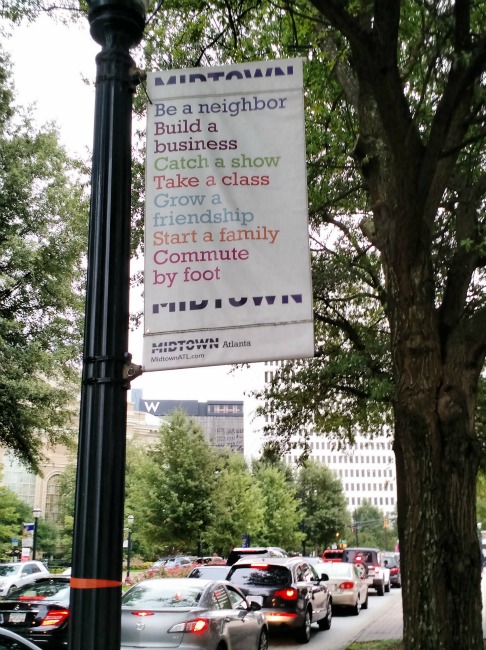 MIDTOWN
Be a neighbor
Build a
business
Catch a show
Take a class
Grow a
friendship
Start a family
Commute
by foot
MIDTOWN
MIDTOWN Atlanta
MidtownATL.com
W